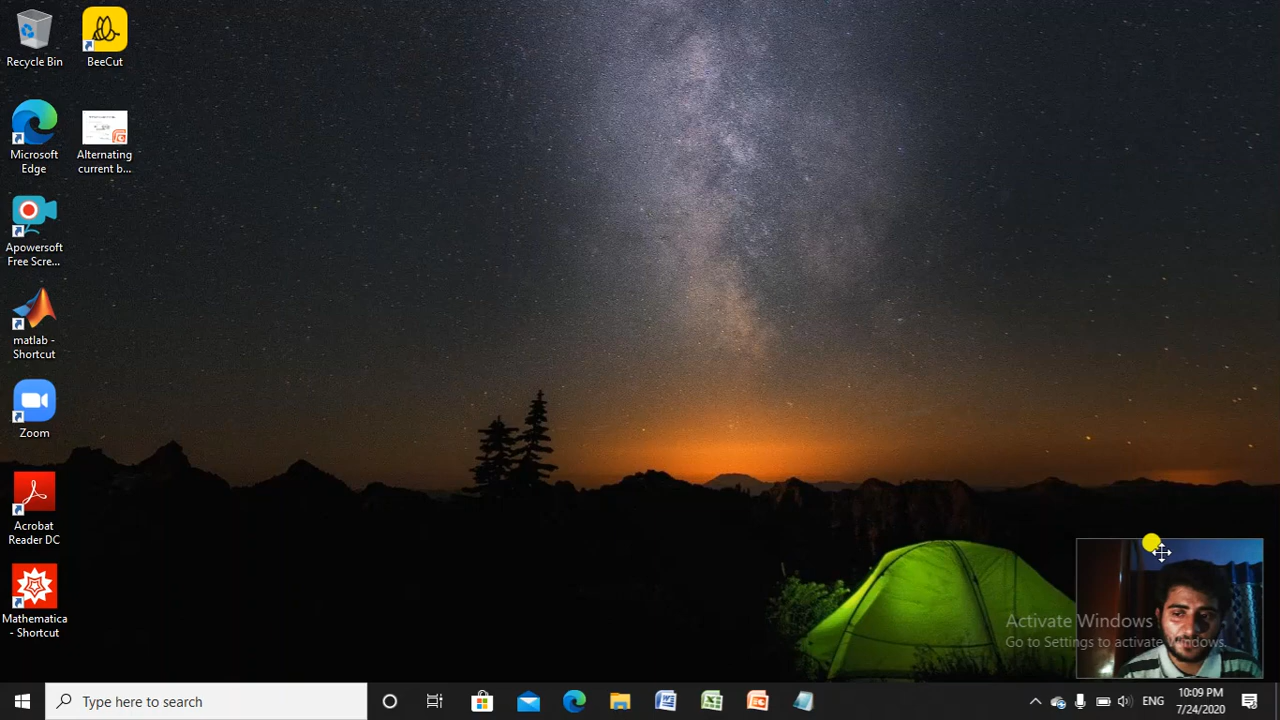 Recycle Bin
BeeCut
Microsoft
Edge
Alternating
current b...
Apowersoft
Free Scre...
matlab -
Shortcut
Zoom
Acrobat
Reader DC
Mathematica
- Shortcut
Activate Windows
Go to Settings to activate Windows.
Type here to search
ENG
10:09 PM
7/24/2020